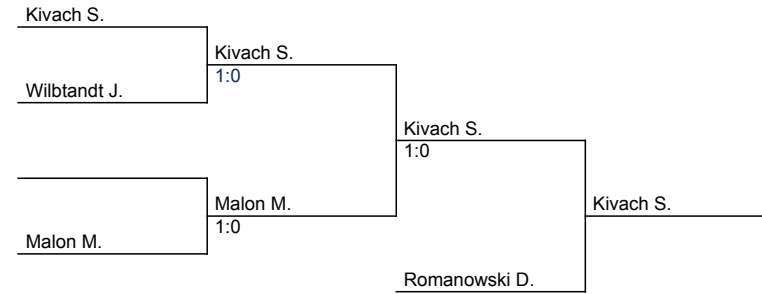 Kivach S.
Kivach S.
1:0
Wilbtandt J.
Kivach S.
1:0
Malon M.
1:0
Kivach S.
Malon M.
Romanowski D.